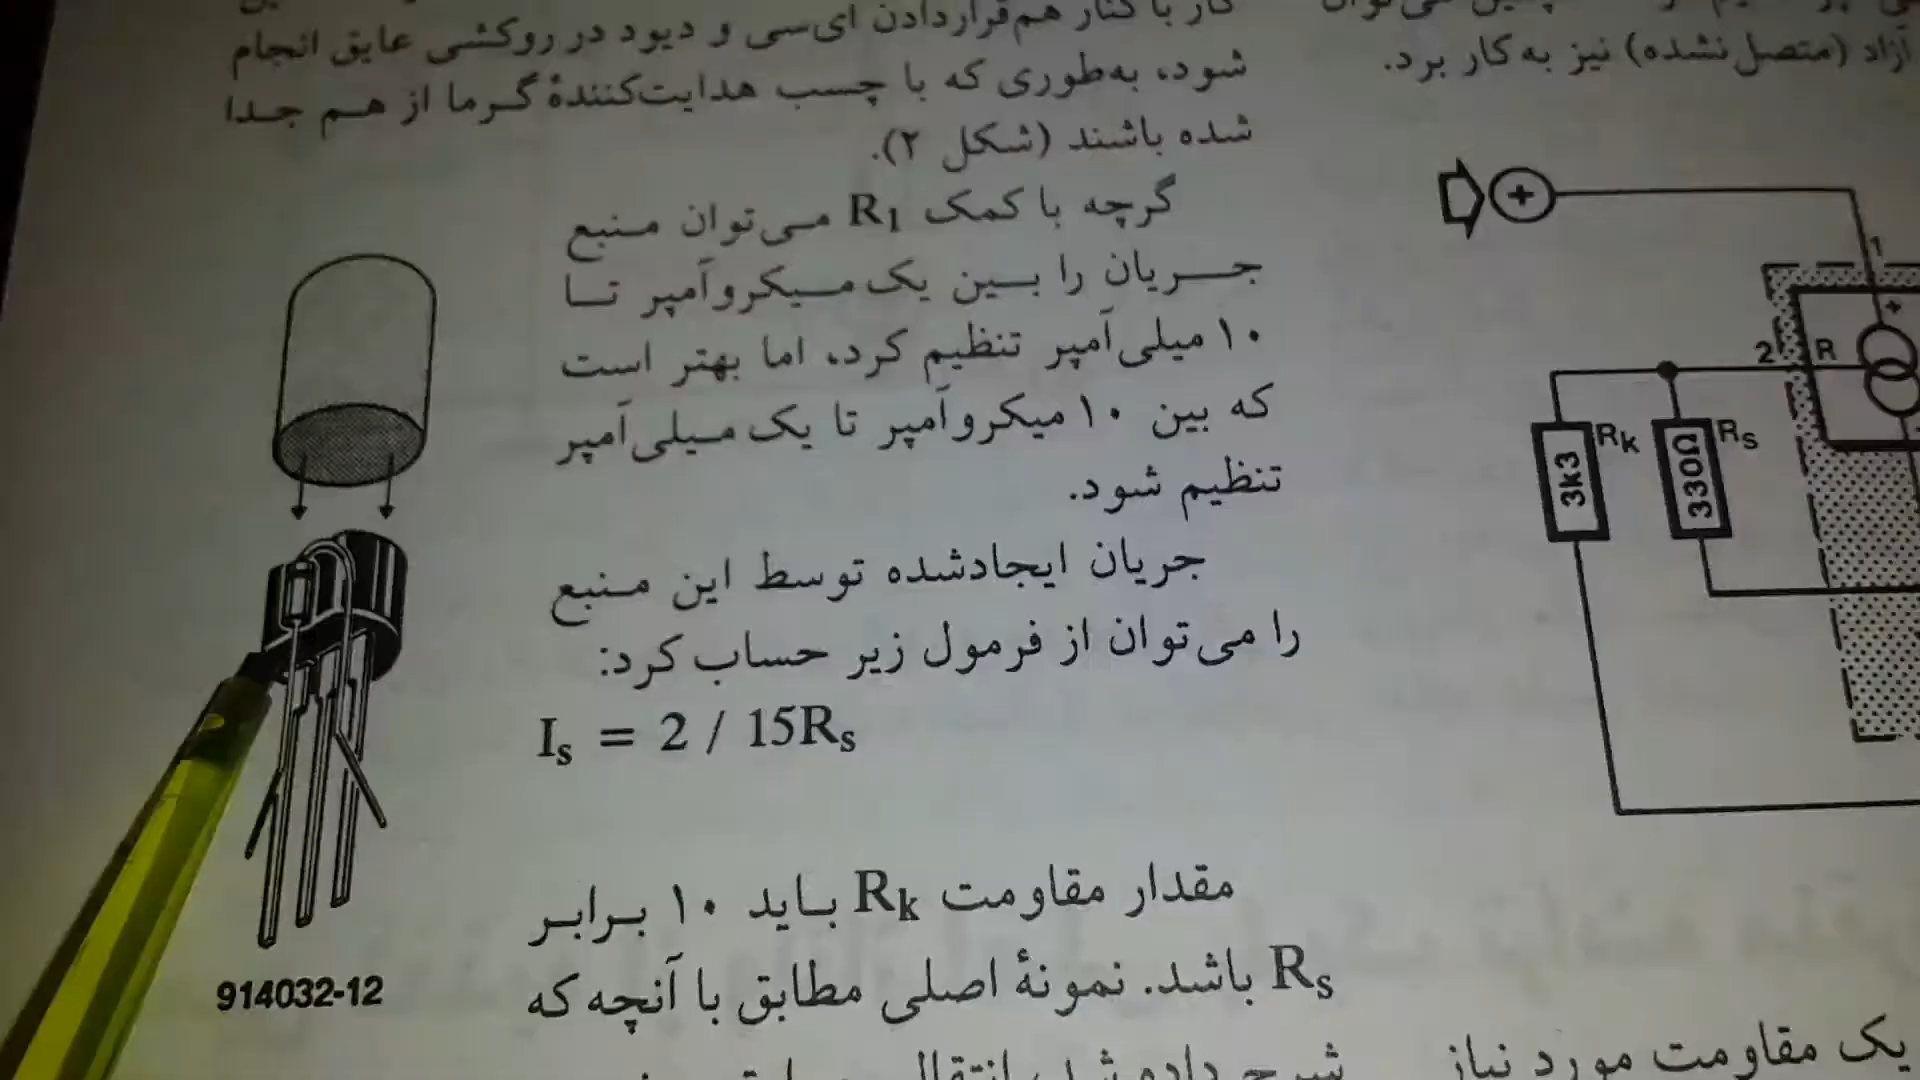 کار با کنار هم‌قراردادن ای‌سی و دیود در روکشی عایق انجام
شود، به‌طوری که با چسب هدایت‌کنندهٔ گرما از هم جدا
شده باشند (شکل ۲).
گرچه با کمک R1 می‌توان منبع
جریان را بین یک میکروآمپر تا
۱۰ میلی‌آمپر تنظیم کرد، اما بهتر است
که بین ۱۰ میکروآمپر تا یک میلی‌آمپر
تنظیم شود.
جریان ایجادشده توسط این منبع
را می‌توان از فرمول زیر حساب کرد:
Is = 2 / 15Rs
مقدار مقاومت Rk باید ۱۰ برابر
Rs باشد. نمونهٔ اصلی مطابق با آنچه که
914032-12
آزاد (متصل نشده) نیز به کار برد.
+
1
+
2
R
Rk
3k3
Rs
330Ω
یک مقاومت مورد نیاز